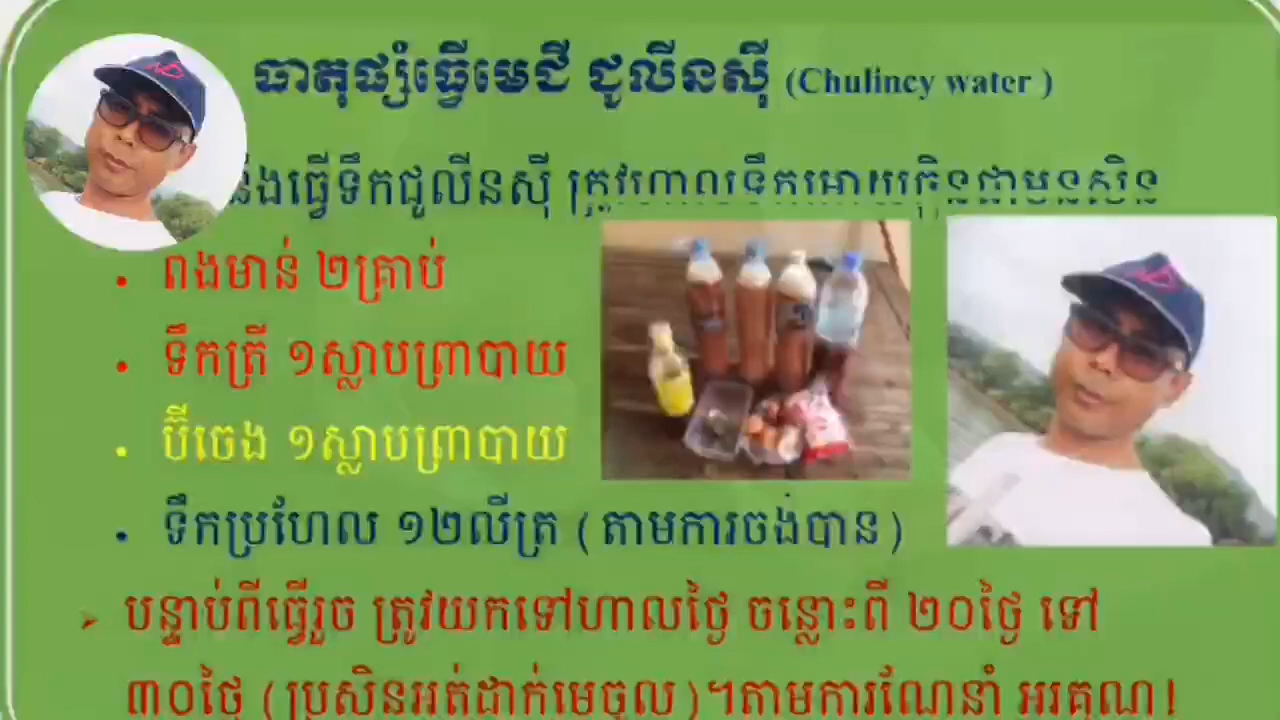 ធាតុផ្សំធ្វើមេជី ជូលីនស៊ី (Chulincy water )
នឹងធ្វើទឹកជូលីនស៊ី ត្រូវហាលទឹកអោយក្តិនជាមុនសិន
• ពងមាន់ ២គ្រាប់
• ទឹកត្រី ១ស្លាបព្រាបាយ
• ប៊ីចេង ១ស្លាបព្រាបាយ
• ទឹកប្រហែល ១២លីត្រ (តាមការចង់បាន)
➢ បន្ទាប់ពីធ្វើរួច ត្រូវយកទៅហាលថ្ងៃ ចន្លោះពី ២០ថ្ងៃ ទៅ
៣០ថ្ងៃ (ប្រសិនអត់ដាក់មេចូល)។តាមការណែនាំ អរគុណ!